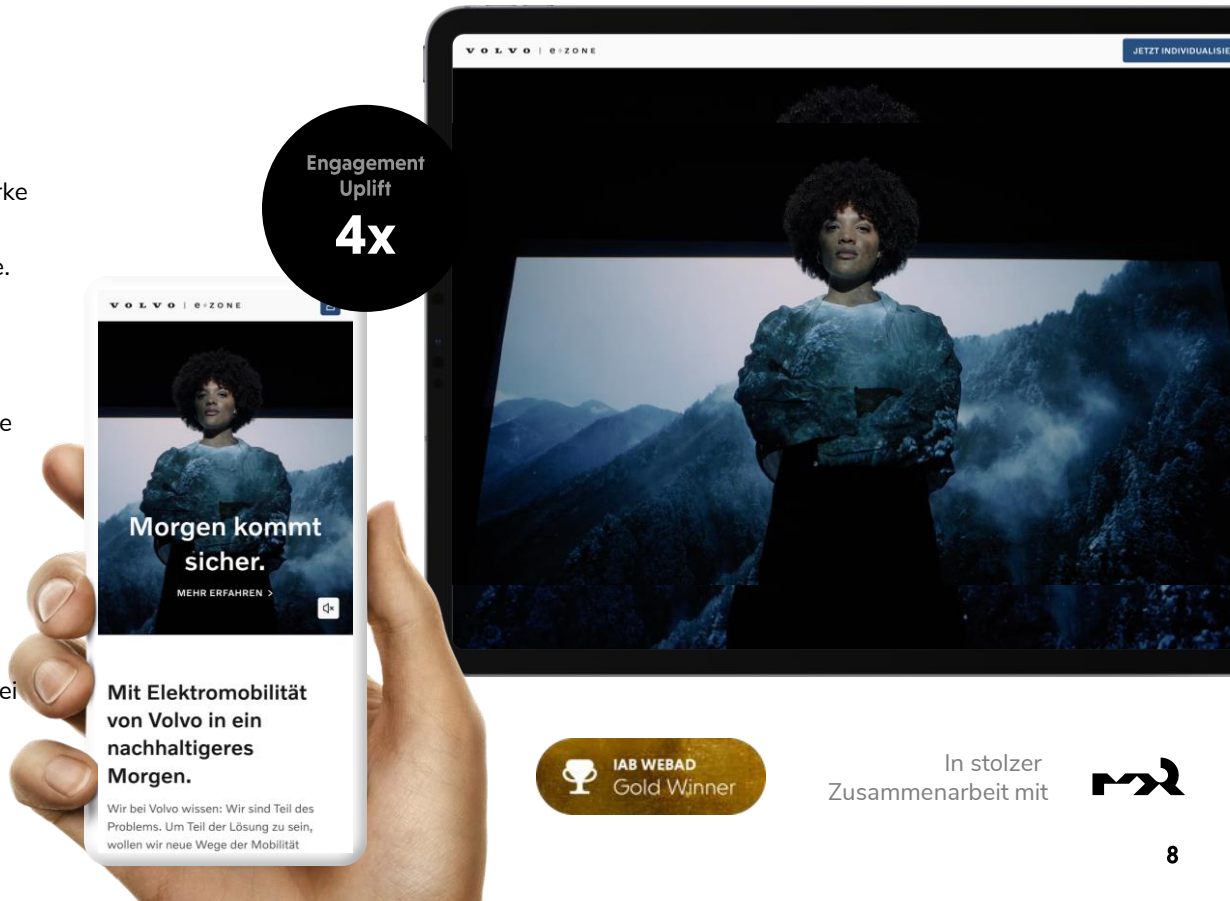 VOLVO | e⚡ZONE
JETZT INDIVIDUALISIE
Engagement
Uplift
4x
rke
e.
e
ei
VOLVO | e⚡ZONE
Morgen kommt
sicher.
MEHR ERFAHREN >
Mit Elektromobilität
von Volvo in ein
nachhaltigeres
Morgen.
Wir bei Volvo wissen: Wir sind Teil des
Problems. Um Teil der Lösung zu sein,
wollen wir neue Wege der Mobilität
IAB WEBAD
Gold Winner
In stolzer
Zusammenarbeit mit
8